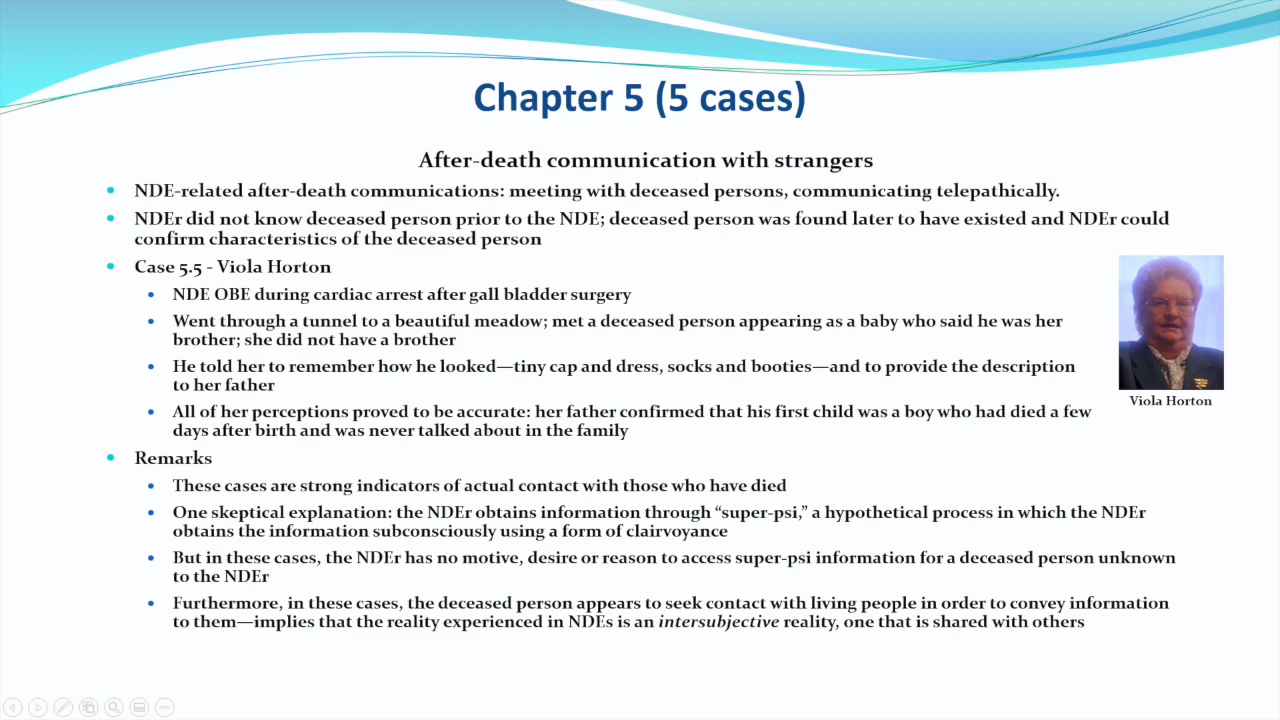 Chapter 5 (5 cases)
After-death communication with strangers
NDE-related after-death communications: meeting with deceased persons, communicating telepathically.
NDEr did not know deceased person prior to the NDE; deceased person was found later to have existed and NDEr could
confirm characteristics of the deceased person
Case 5.5 - Viola Horton
NDE OBE during cardiac arrest after gall bladder surgery
Went through a tunnel to a beautiful meadow; met a deceased person appearing as a baby who said he was her
brother; she did not have a brother
He told her to remember how he looked—tiny cap and dress, socks and booties—and to provide the description
to her father
All of her perceptions proved to be accurate: her father confirmed that his first child was a boy who had died a few
days after birth and was never talked about in the family
Viola Horton
Remarks
These cases are strong indicators of actual contact with those who have died
One skeptical explanation: the NDEr obtains information through “super-psi,” a hypothetical process in which the NDEr
obtains the information subconsciously using a form of clairvoyance
But in these cases, the NDEr has no motive, desire or reason to access super-psi information for a deceased person unknown
to the NDEr
Furthermore, in these cases, the deceased person appears to seek contact with living people in order to convey information
to them—implies that the reality experienced in NDEs is an intersubjective reality, one that is shared with others